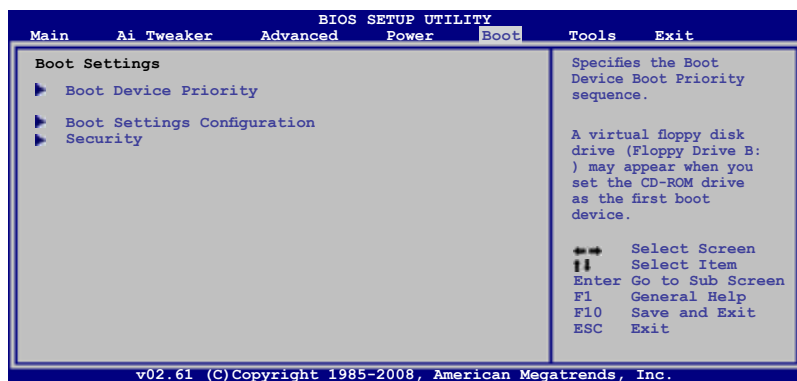 BIOS SETUP UTILITY
Main Ai Tweaker Advanced Power Boot Tools Exit
Boot Settings
Boot Device Priority
Boot Settings Configuration
Security
Specifies the Boot
Device Boot Priority
sequence.
A virtual floppy disk
drive (Floppy Drive B:
) may appear when you
set the CD-ROM drive
as the first boot
device.
Select Screen
Select Item
Enter Go to Sub Screen
F1 General Help
F10 Save and Exit
ESC Exit
v02.61 (C)Copyright 1985-2008, American Megatrends, Inc.